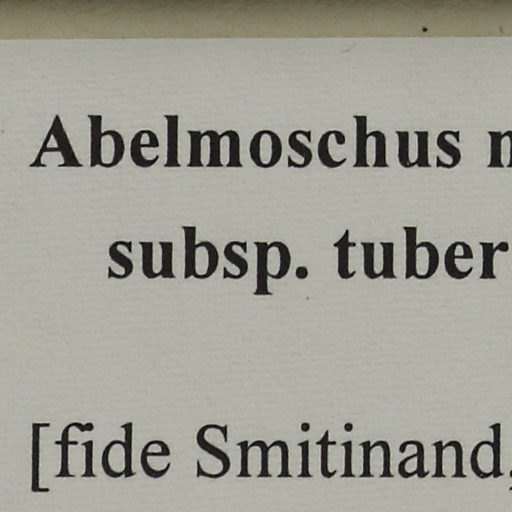 Abelmoschus
subsp. tuber
[fide Smitinand,